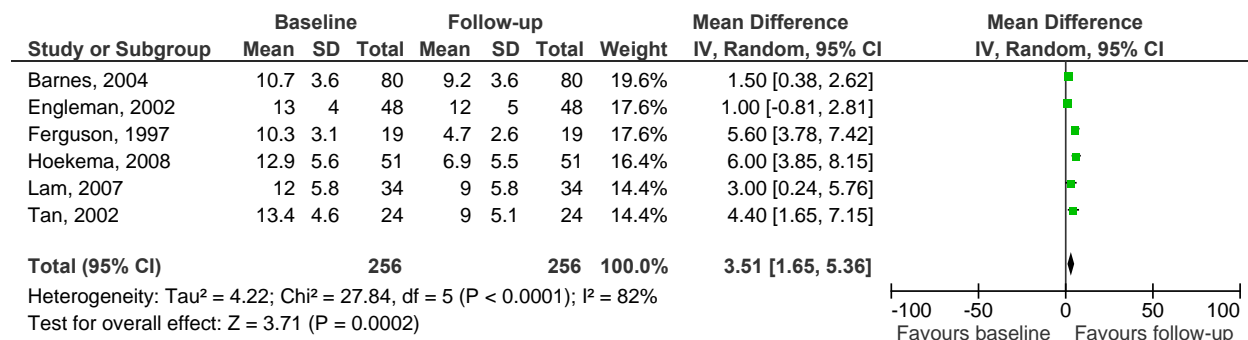 Baseline Follow-up Mean Difference Mean Difference
Study or Subgroup Mean SD Total Mean SD Total Weight IV, Random, 95% CI IV, Random, 95% CI
Barnes, 2004 10.7 3.6 80 9.2 3.6 80 19.6% 1.50 [0.38, 2.62]
Engleman, 2002 13 4 48 12 5 48 17.6% 1.00 [-0.81, 2.81]
Ferguson, 1997 10.3 3.1 19 4.7 2.6 19 17.6% 5.60 [3.78, 7.42]
Hoekema, 2008 12.9 5.6 51 6.9 5.5 51 16.4% 6.00 [3.85, 8.15]
Lam, 2007 12 5.8 34 9 5.8 34 14.4% 3.00 [0.24, 5.76]
Tan, 2002 13.4 4.6 24 9 5.1 24 14.4% 4.40 [1.65, 7.15]
Total (95% CI) 256 256 100.0% 3.51 [1.65, 5.36]
Heterogeneity: Tau² = 4.22; Chi² = 27.84, df = 5 (P < 0.0001); I² = 82%
Test for overall effect: Z = 3.71 (P = 0.0002)
-100 -50 0 50 100
Favours baseline Favours follow-up